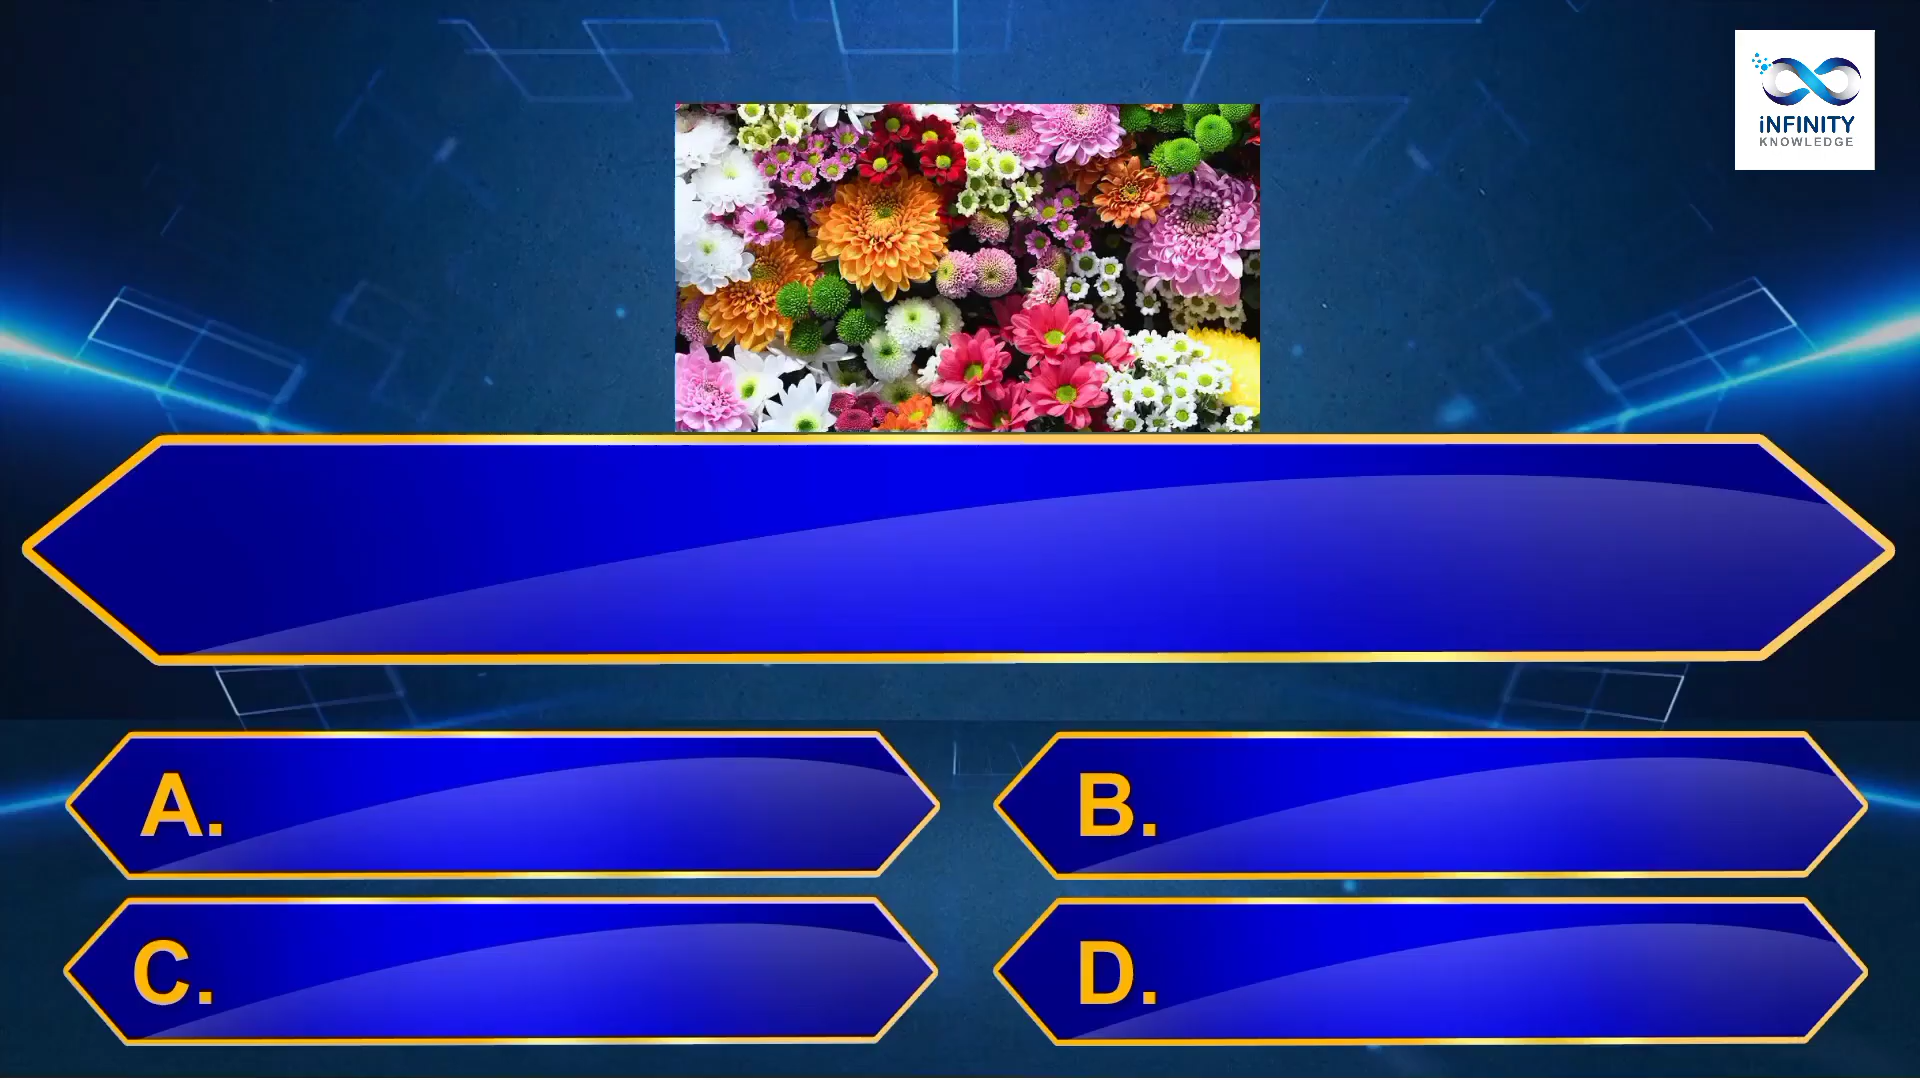 iNFINITY
KNOWLEDGE
A.
B.
C.
D.